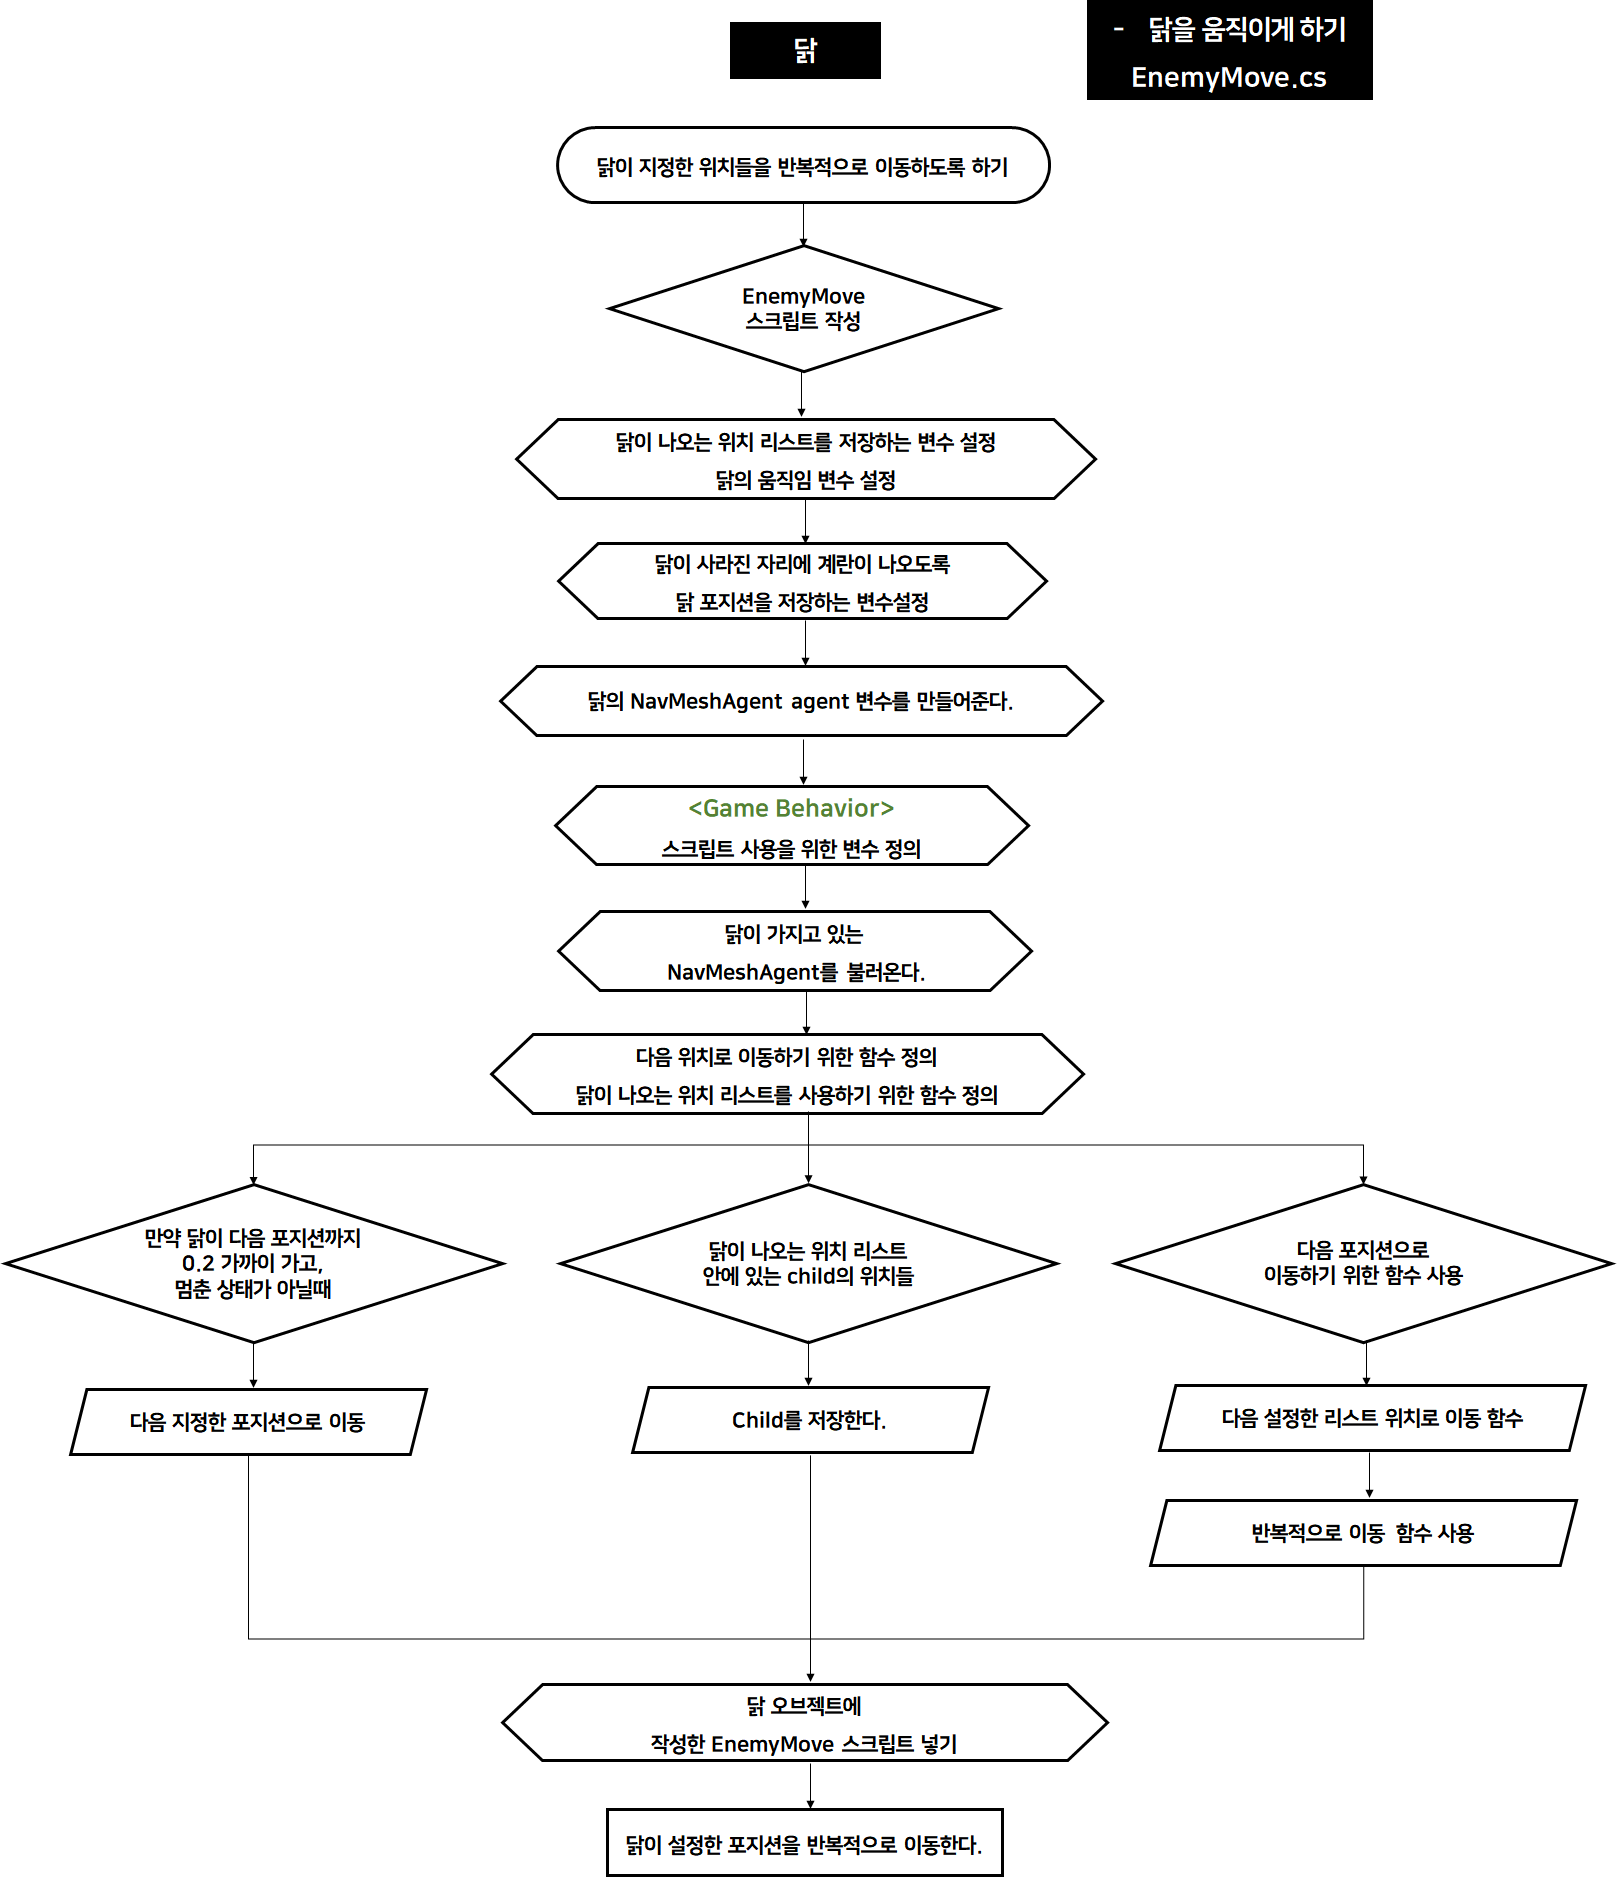 닭
- 닭을 움직이게 하기
EnemyMove.cs
닭이 지정한 위치들을 반복적으로 이동하도록 하기
EnemyMove
스크립트 작성
닭이 나오는 위치 리스트를 저장하는 변수 설정
닭의 움직임 변수 설정
닭이 사라진 자리에 계란이 나오도록
닭 포지션을 저장하는 변수설정
닭의 NavMeshAgent agent 변수를 만들어준다.
<Game Behavior>
스크립트 사용을 위한 변수 정의
닭이 가지고 있는
NavMeshAgent를 불러온다.
다음 위치로 이동하기 위한 함수 정의
닭이 나오는 위치 리스트를 사용하기 위한 함수 정의
만약 닭이 다음 포지션까지
0.2 가까이 가고,
멈춘 상태가 아닐때
닭이 나오는 위치 리스트
안에 있는 child의 위치들
다음 포지션으로
이동하기 위한 함수 사용
다음 지정한 포지션으로 이동
Child를 저장한다.
다음 설정한 리스트 위치로 이동 함수
반복적으로 이동 함수 사용
닭 오브젝트에
작성한 EnemyMove 스크립트 넣기
닭이 설정한 포지션을 반복적으로 이동한다.